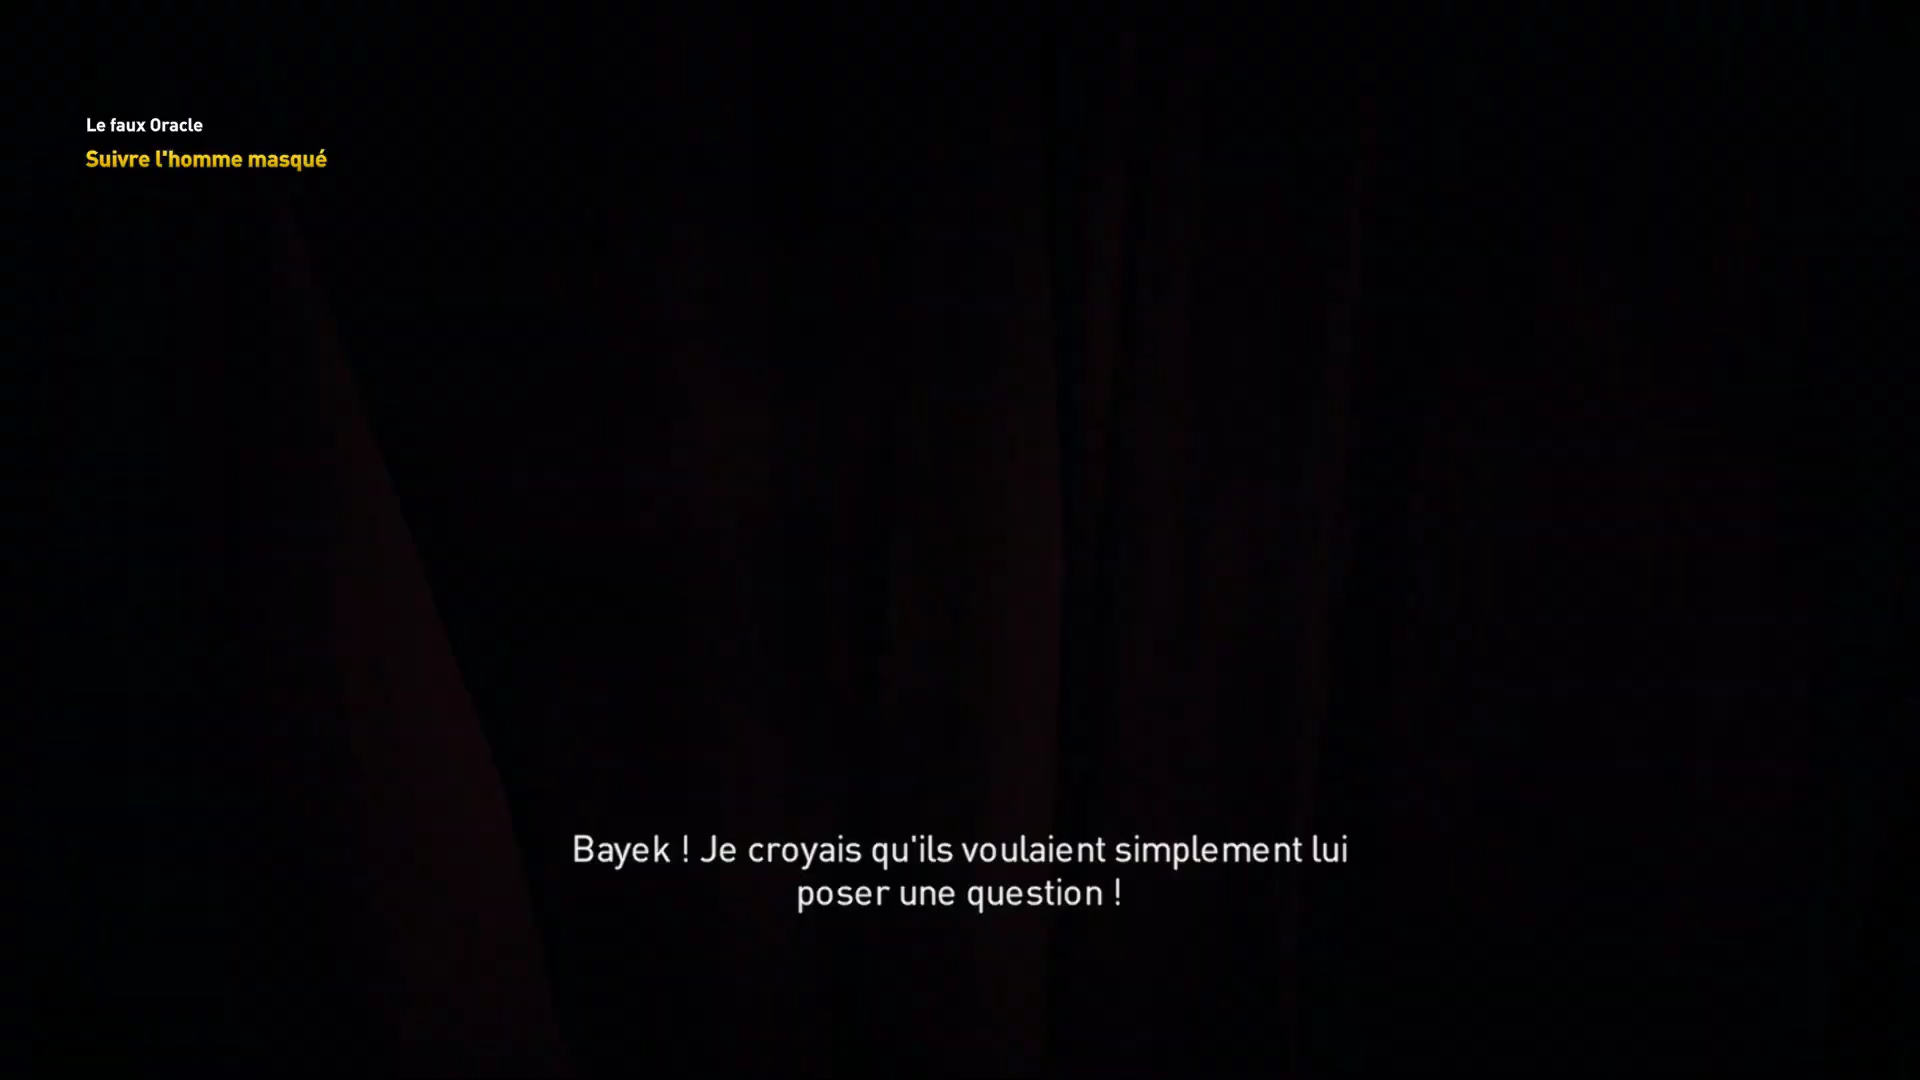 Le faux Oracle
Suivre l'homme masqué
Bayek ! Je croyais qu'ils voulaient simplement lui
poser une question !